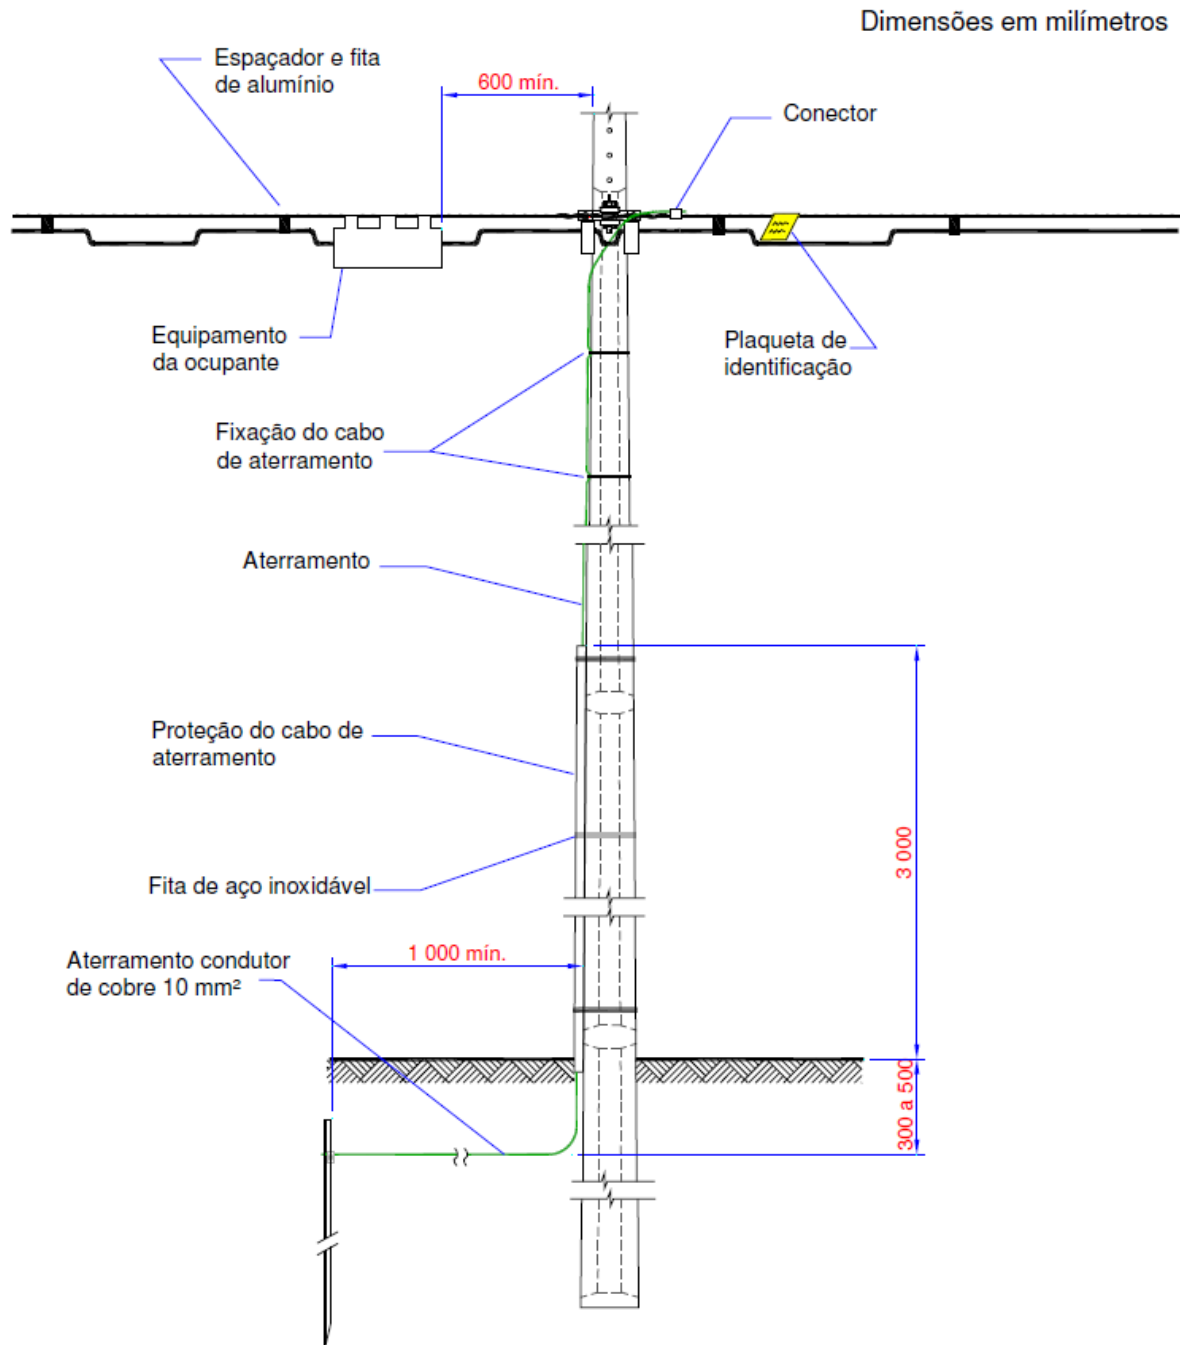 Dimensões em milímetros
Espaçador e fita
de alumínio
600 mín.
Conector
Equipamento
da ocupante
Plaqueta de
identificação
Fixação do cabo
de aterramento
Aterramento
Proteção do cabo de
aterramento
3 000
Fita de aço inoxidável
1 000 mín.
Aterramento condutor
de cobre 10 mm²
300 a 500